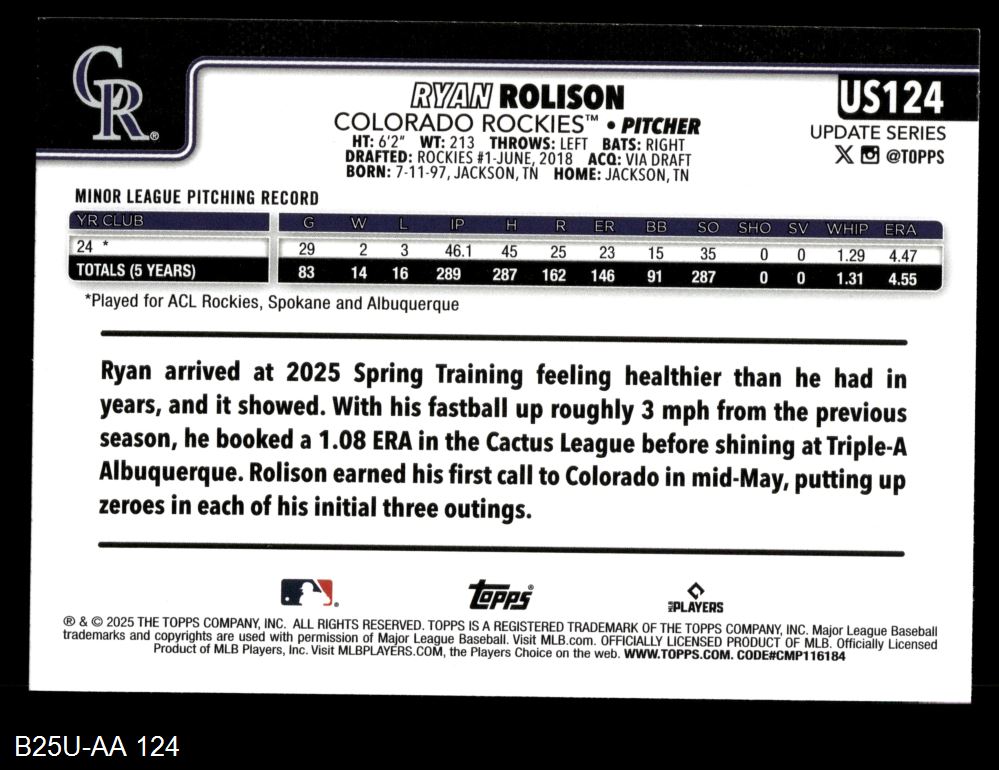 CR®
RYAN ROLISON
US124
COLORADO ROCKIES™ • PITCHER
UPDATE SERIES
HT: 6'2" WT: 213 THROWS: LEFT BATS: RIGHT
@TOPPS
DRAFTED: ROCKIES #1-JUNE, 2018 ACQ: VIA DRAFT
BORN: 7-11-97, JACKSON, TN HOME: JACKSON, TN
MINOR LEAGUE PITCHING RECORD
YR CLUB G W L IP H R ER BB SO SHO SV WHIP ERA
24 * 29 2 3 46.1 45 25 23 15 35 0 0 1.29 4.47
TOTALS (5 YEARS) 83 14 16 289 287 162 146 91 287 0 0 1.31 4.55
*Played for ACL Rockies, Spokane and Albuquerque
Ryan arrived at 2025 Spring Training feeling healthier than he had in
years, and it showed. With his fastball up roughly 3 mph from the previous
season, he booked a 1.08 ERA in the Cactus League before shining at Triple-A
Albuquerque. Rolison earned his first call to Colorado in mid-May, putting up
zeroes in each of his initial three outings.
Topps® PLAYERS
® & © 2025 THE TOPPS COMPANY, INC. ALL RIGHTS RESERVED. TOPPS IS A REGISTERED TRADEMARK OF THE TOPPS COMPANY, INC. Major League Baseball
trademarks and copyrights are used with permission of Major League Baseball. Visit MLB.com. OFFICIALLY LICENSED PRODUCT OF MLB. Officially Licensed
Product of MLB Players, Inc. Visit MLBPLAYERS.COM, the Players Choice on the web. WWW.TOPPS.COM. CODE#CMP116184
B25U-AA 124